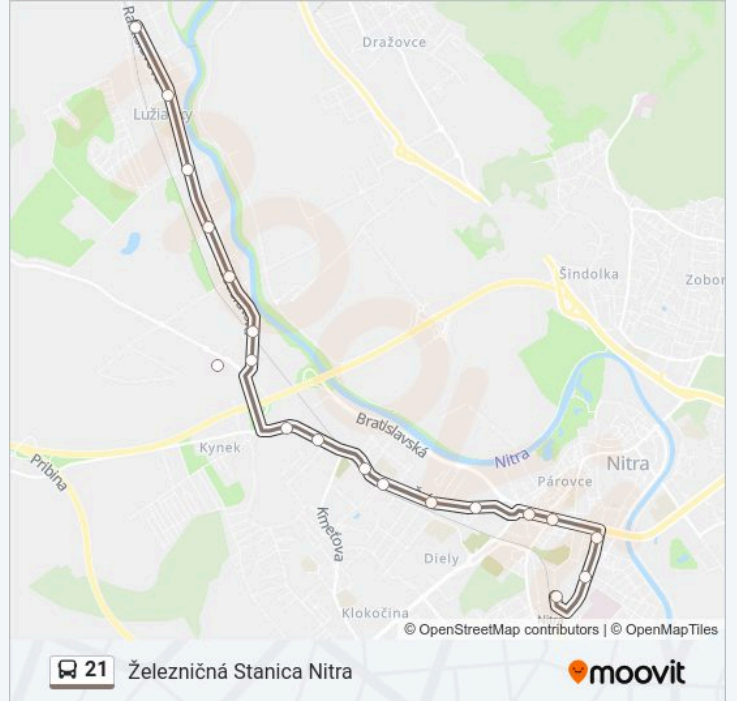 Dražovce
Šindolka
Zobor
Bratislavská
Kynek
Pribina
Nitra
Nitra
Párovce
Kmeťova
Diely
Klokočina
© OpenStreetMap contributors | © OpenMapTiles
21 Železničná Stanica Nitra
moovit